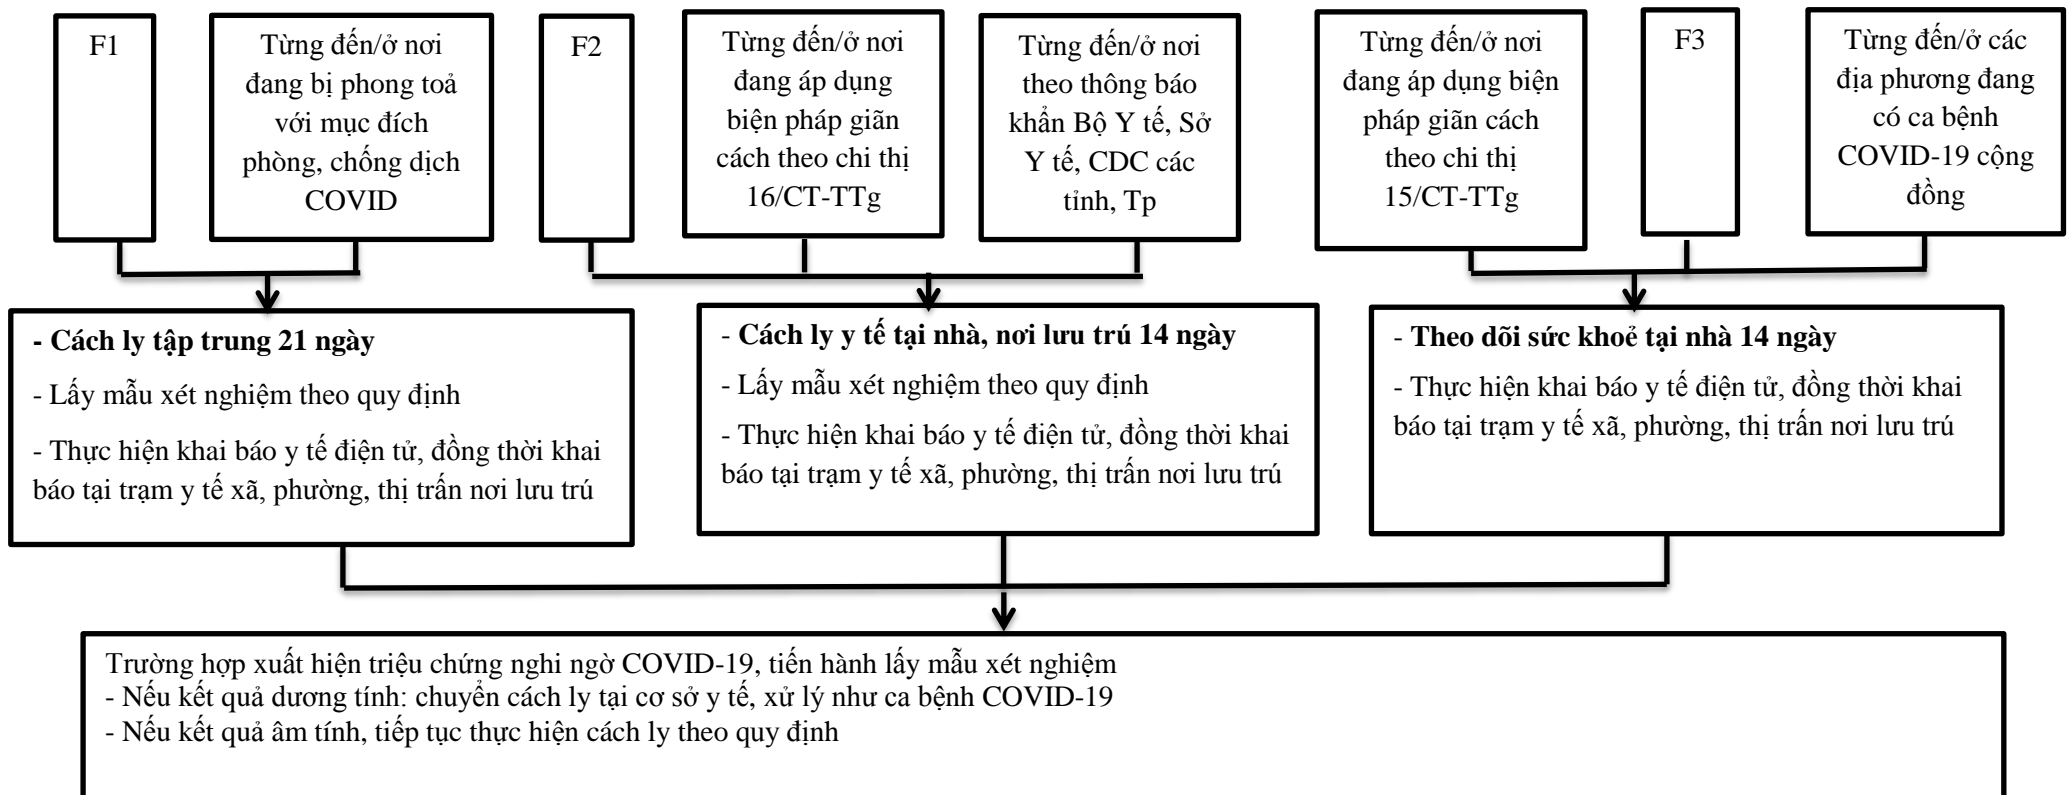 F1
Từng đến/ở nơi
đang bị phong toả
với mục đích
phòng, chống dịch
COVID
F2
Từng đến/ở nơi
đang áp dụng
biện pháp giãn
cách theo chi thị
16/CT-TTg
Từng đến/ở nơi
theo thông báo
khẩn Bộ Y tế, Sở
Y tế, CDC các
tỉnh, Tp
Từng đến/ở nơi
đang áp dụng biện
pháp giãn cách
theo chi thị
15/CT-TTg
F3
Từng đến/ở các
địa phương đang
có ca bệnh
COVID-19 cộng
đồng
- Cách ly tập trung 21 ngày
- Lấy mẫu xét nghiệm theo quy định
- Thực hiện khai báo y tế điện tử, đồng thời khai
báo tại trạm y tế xã, phường, thị trấn nơi lưu trú
- Cách ly y tế tại nhà, nơi lưu trú 14 ngày
- Lấy mẫu xét nghiệm theo quy định
- Thực hiện khai báo y tế điện tử, đồng thời khai
báo tại trạm y tế xã, phường, thị trấn nơi lưu trú
- Theo dõi sức khoẻ tại nhà 14 ngày
- Thực hiện khai báo y tế điện tử, đồng thời khai
báo tại trạm y tế xã, phường, thị trấn nơi lưu trú
Trường hợp xuất hiện triệu chứng nghi ngờ COVID-19, tiến hành lấy mẫu xét nghiệm
- Nếu kết quả dương tính: chuyển cách ly tại cơ sở y tế, xử lý như ca bệnh COVID-19
- Nếu kết quả âm tính, tiếp tục thực hiện cách ly theo quy định